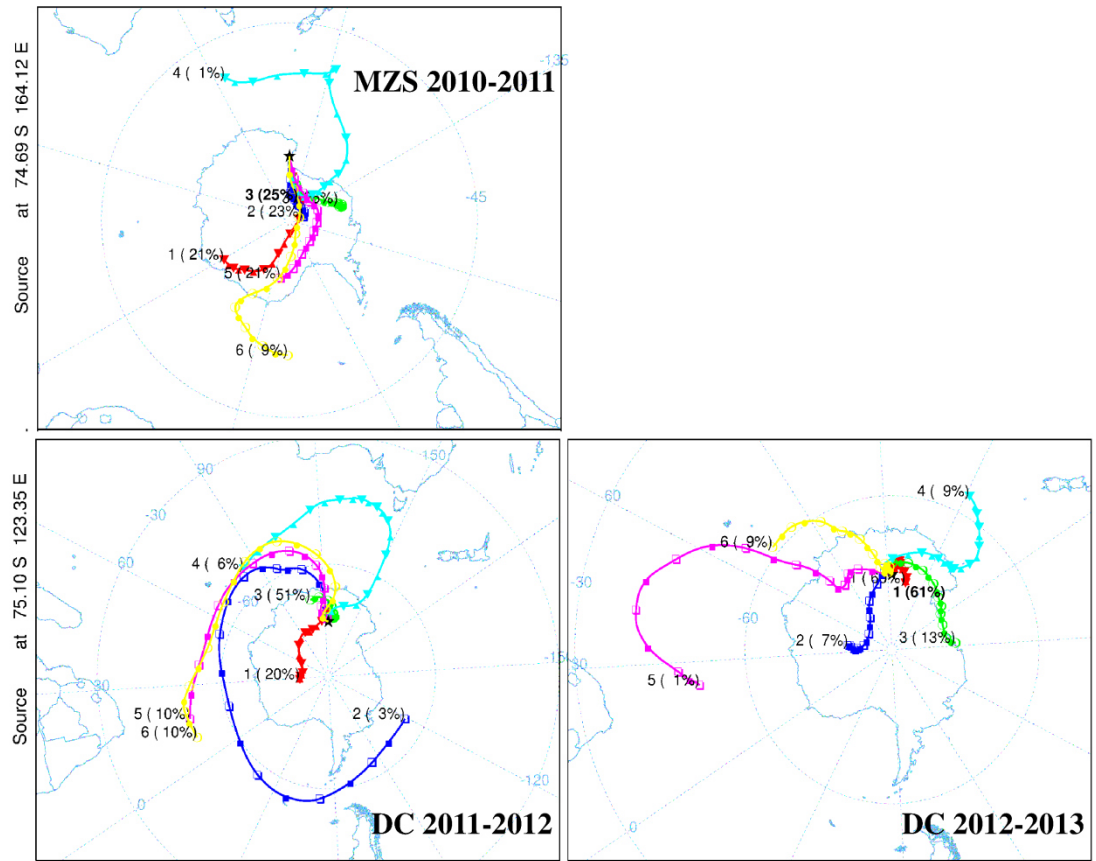 Source at 74.69 S 164.12 E
-135
4 ( 1%)
MZS 2010-2011
3 (25%)
2 (23%)
-45
1 (21%)
5 (21%)
6 ( 9%)
Source at 75.10 S 123.35 E
90
150
-30
60
4 ( 6%)
3 (51%)
-60
1 (20%)
2 ( 3%)
5 (10%)
6 (10%)
-120
0
DC 2011-2012
60
4 ( 9%)
6 ( 9%)
-30
1 (61%)
-60
2 ( 7%)
3 (13%)
5 ( 1%)
0
DC 2012-2013